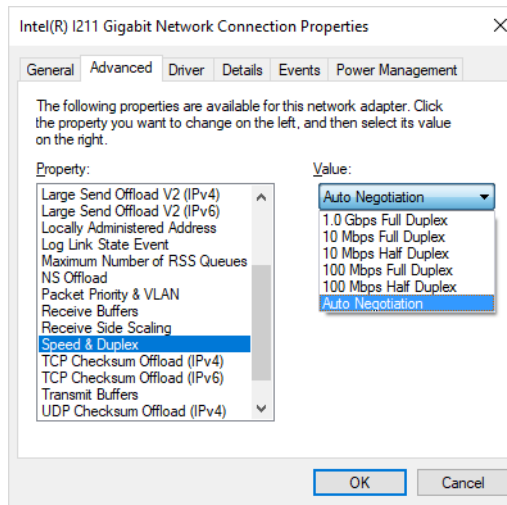 Intel(R) I211 Gigabit Network Connection Properties
General Advanced Driver Details Events Power Management
The following properties are available for this network adapter. Click
the property you want to change on the left, and then select its value
on the right.
Property:
Large Send Offload V2 (IPv4)
Large Send Offload V2 (IPv6)
Locally Administered Address
Log Link State Event
Maximum Number of RSS Queues
NS Offload
Packet Priority & VLAN
Receive Buffers
Receive Side Scaling
Speed & Duplex
TCP Checksum Offload (IPv4)
TCP Checksum Offload (IPv6)
Transmit Buffers
UDP Checksum Offload (IPv4)
Value:
Auto Negotiation
1.0 Gbps Full Duplex
10 Mbps Full Duplex
10 Mbps Half Duplex
100 Mbps Full Duplex
100 Mbps Half Duplex
Auto Negotiation
OK Cancel